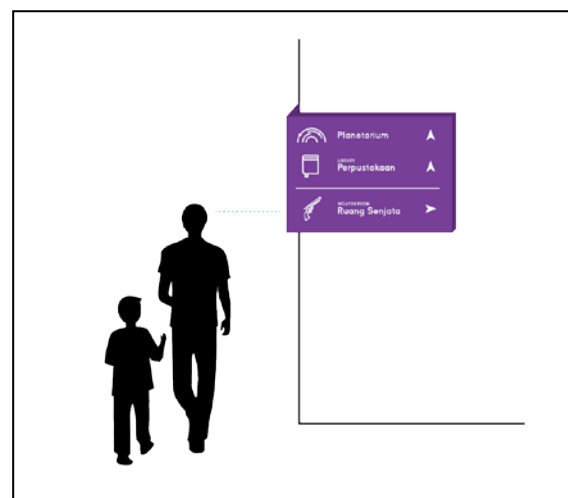 Planetarium
LIBRARY
Perpustakaan
WEAPON ROOM
Ruang Senjata